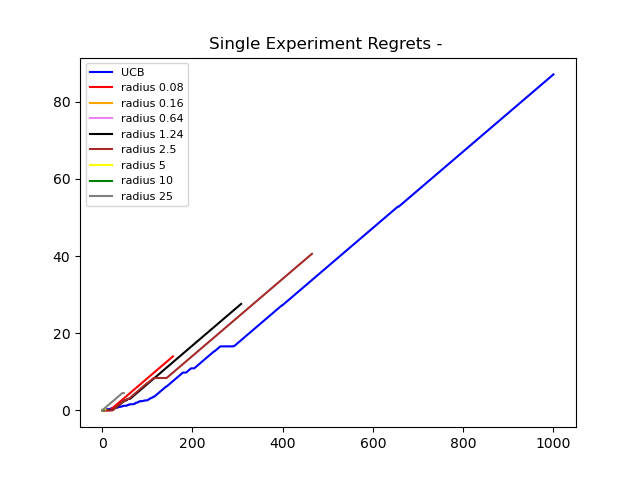 Single Experiment Regrets -
UCB
radius 0.08
radius 0.16
radius 0.64
radius 1.24
radius 2.5
radius 5
radius 10
radius 25
80
60
40
20
0
0 200 400 600 800 1000